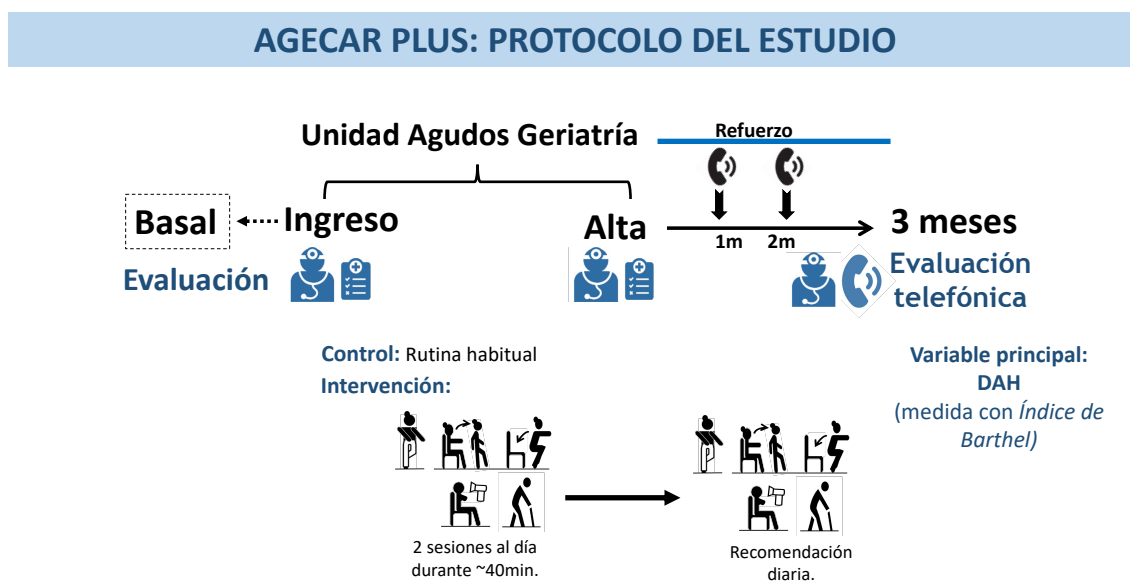 AGECAR PLUS: PROTOCOLO DEL ESTUDIO
Unidad Agudos Geriatría
Refuerzo
Basal
Ingreso
Alta
1m
2m
3 meses
Evaluación
Evaluación
telefónica
Control: Rutina habitual
Intervención:
Variable principal:
DAH
(medida con Índice de
Barthel)
2 sesiones al día
durante ~40min.
Recomendación
diaria.